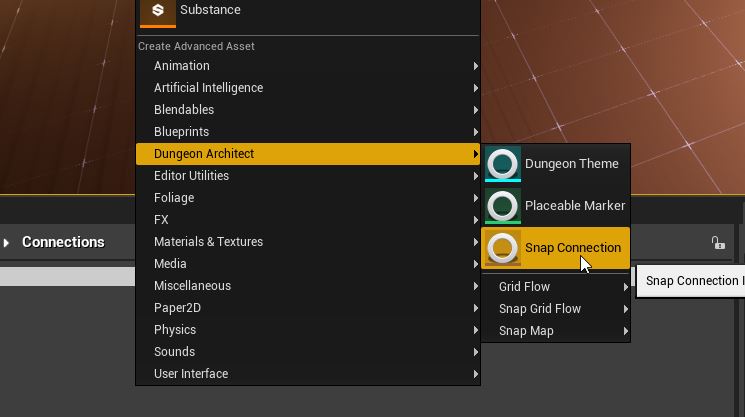 Substance
Create Advanced Asset
Animation
Artificial Intelligence
Blendables
Blueprints
Dungeon Architect
Editor Utilities
Foliage
FX
Materials & Textures
Media
Miscellaneous
Paper2D
Physics
Sounds
User Interface
Dungeon Theme
Placeable Marker
Snap Connection
Grid Flow
Snap Grid Flow
Snap Map
Connections
Snap Connection